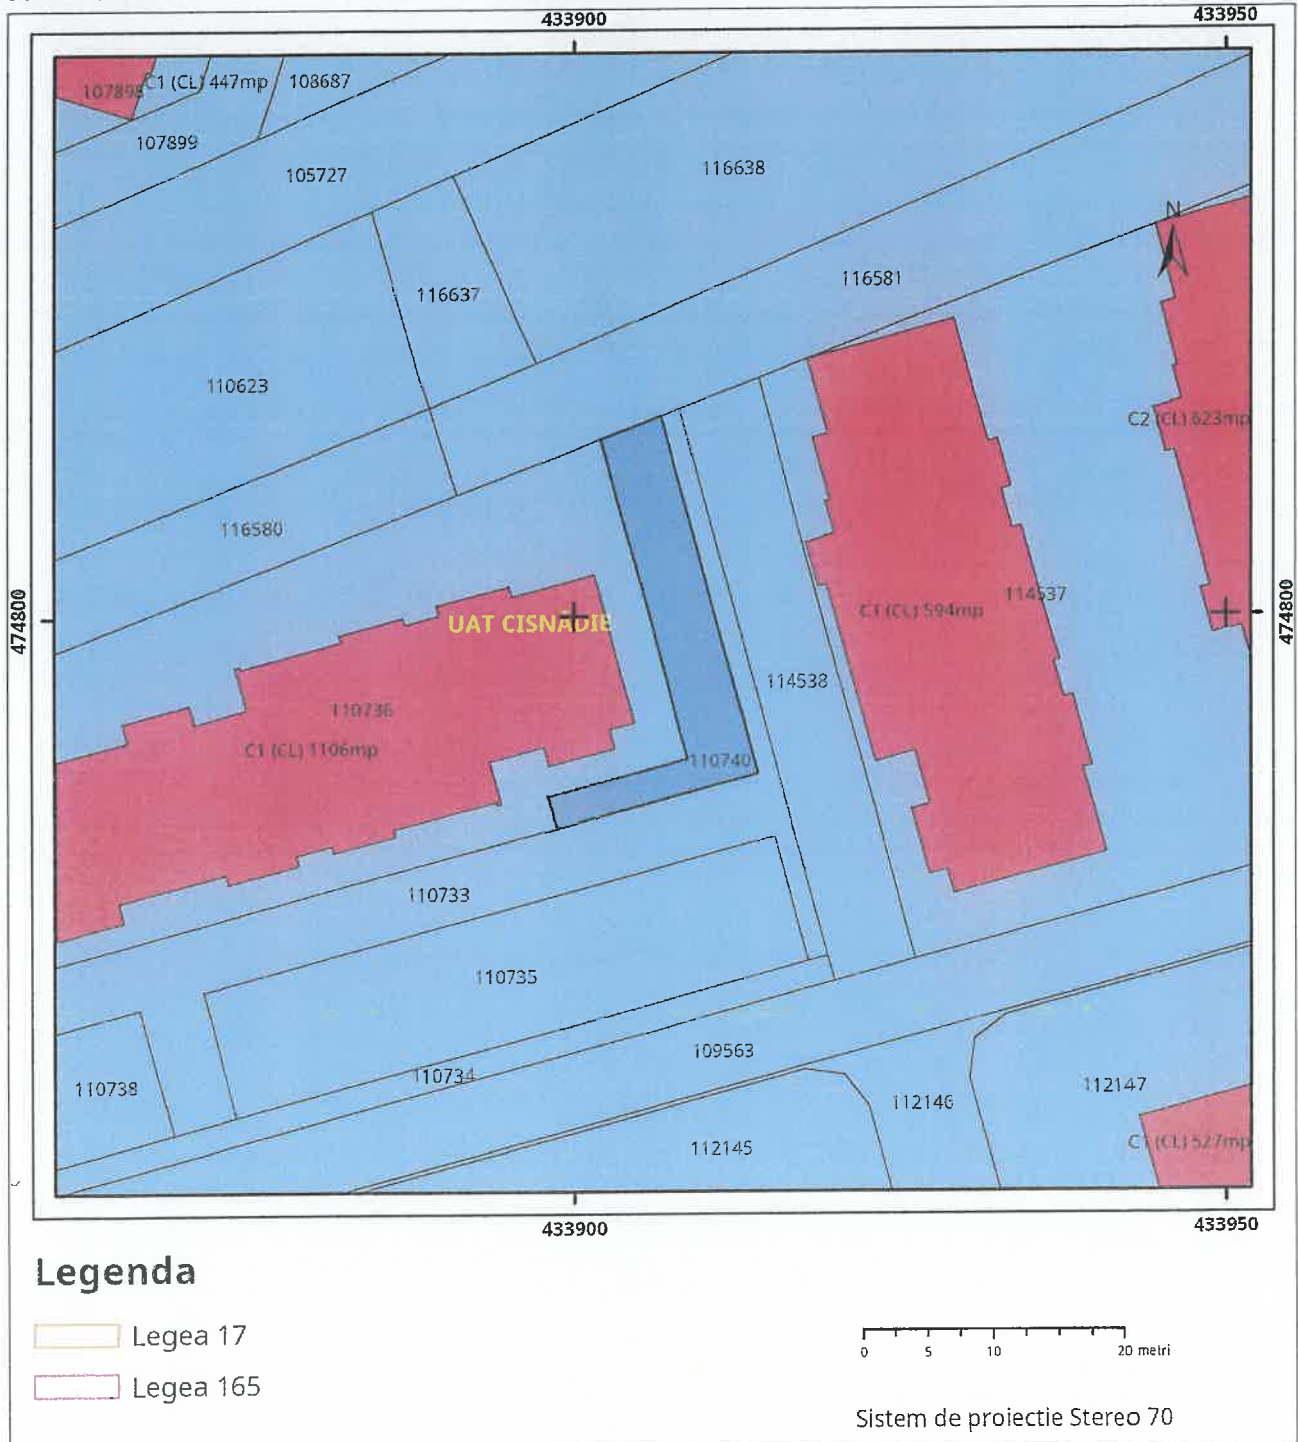 433900
433950
107898
C1 (CL) 447mp
108687
107899
105727
116638
116637
116581
N
110623
C2 (CL) 623mp
116580
474800
474800
UAT CISNĂDIE
C1 (CL) 594mp
114537
114538
110736
C1 (CL) 1106mp
110740
110733
110735
109563
110734
110738
112146
112147
112145
C1 (CL) 527mp
433900
433950
Legenda
Legea 17
Legea 165
0 5 10 20 metri
Sistem de proiectie Stereo 70